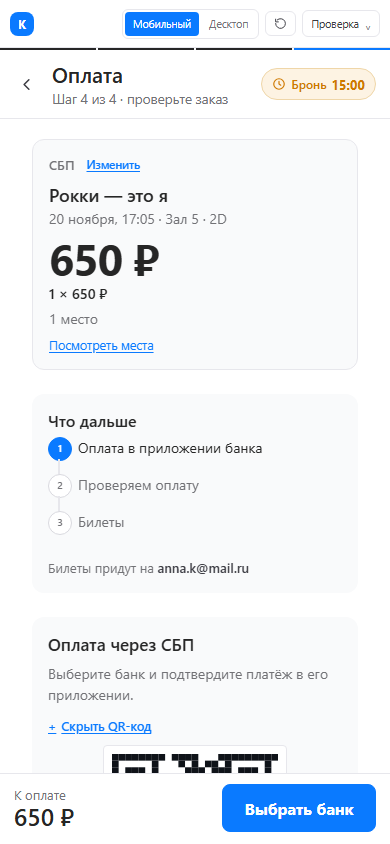 K
Мобильный Десктоп Проверка
Оплата
Шаг 4 из 4 · проверьте заказ
Бронь 15:00
СБП Изменить
Рокки — это я
20 ноября, 17:05 · Зал 5 · 2D
650 ₽
1 × 650 ₽
1 место
Посмотреть места
Что дальше
1 Оплата в приложении банка
2 Проверяем оплату
3 Билеты
Билеты придут на anna.k@mail.ru
Оплата через СБП
Выберите банк и подтвердите платёж в его
приложении.
+ Скрыть QR-код
К оплате
650 ₽
Выбрать банк